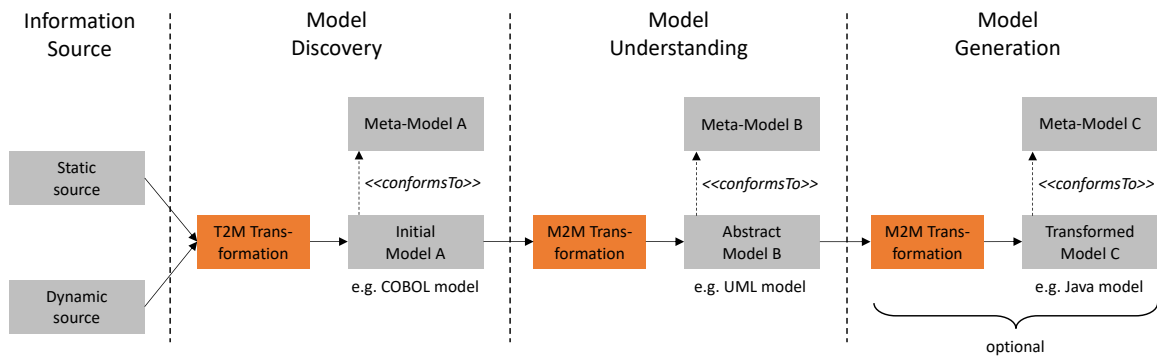 Information
Source
Model
Discovery
Model
Understanding
Model
Generation
Meta-Model A
Meta-Model B
Meta-Model C
Static
source
<<conformsTo>>
<<conformsTo>>
<<conformsTo>>
T2M Trans-
formation
Initial
Model A
M2M Trans-
formation
Abstract
Model B
M2M Trans-
formation
Transformed
Model C
Dynamic
source
e.g. COBOL model
e.g. UML model
e.g. Java model
optional